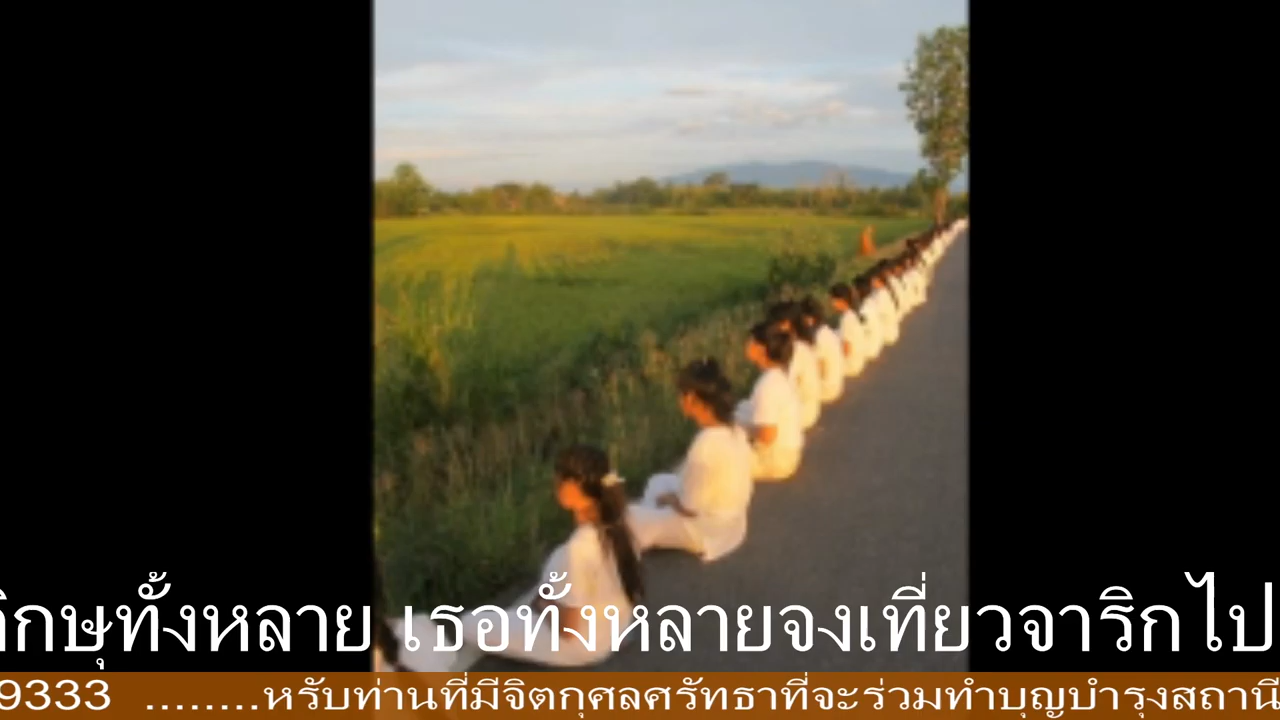 ภิกษุทั้งหลาย เธอทั้งหลายจงเที่ยวจาริกไป
9333 ........หรับท่านที่มีจิตกุศลศรัทธาที่จะร่วมทำบุญบำรุงสถานี